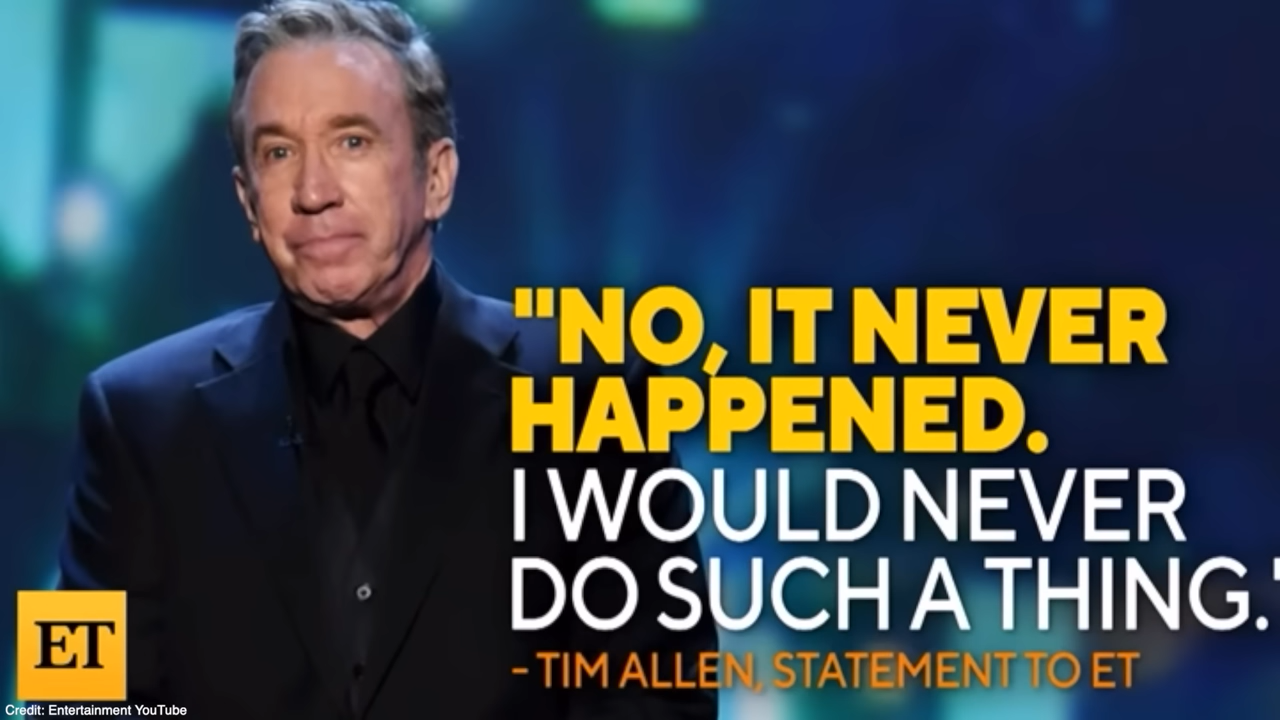 "NO, IT NEVER
HAPPENED.
I WOULD NEVER
DO SUCH A THING."
- TIM ALLEN, STATEMENT TO ET
ET
Credit: Entertainment YouTube